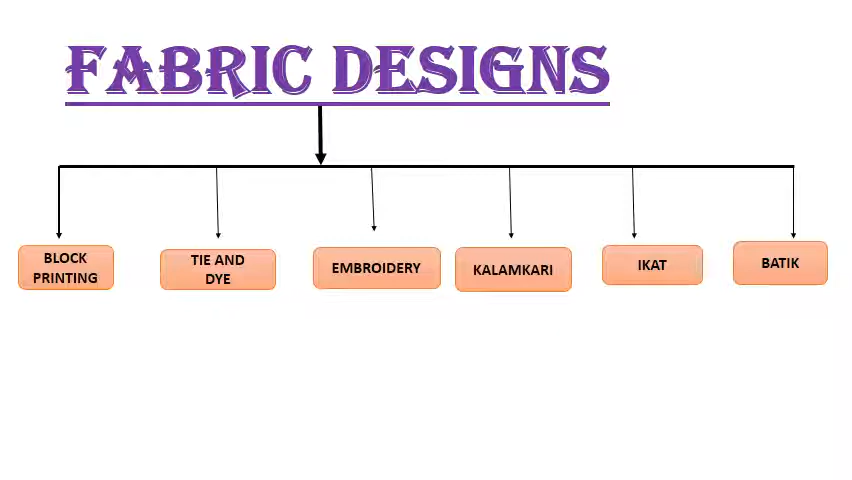 FABRIC DESIGNS
BLOCK
PRINTING
TIE AND
DYE
EMBROIDERY
KALAMKARI
IKAT
BATIK